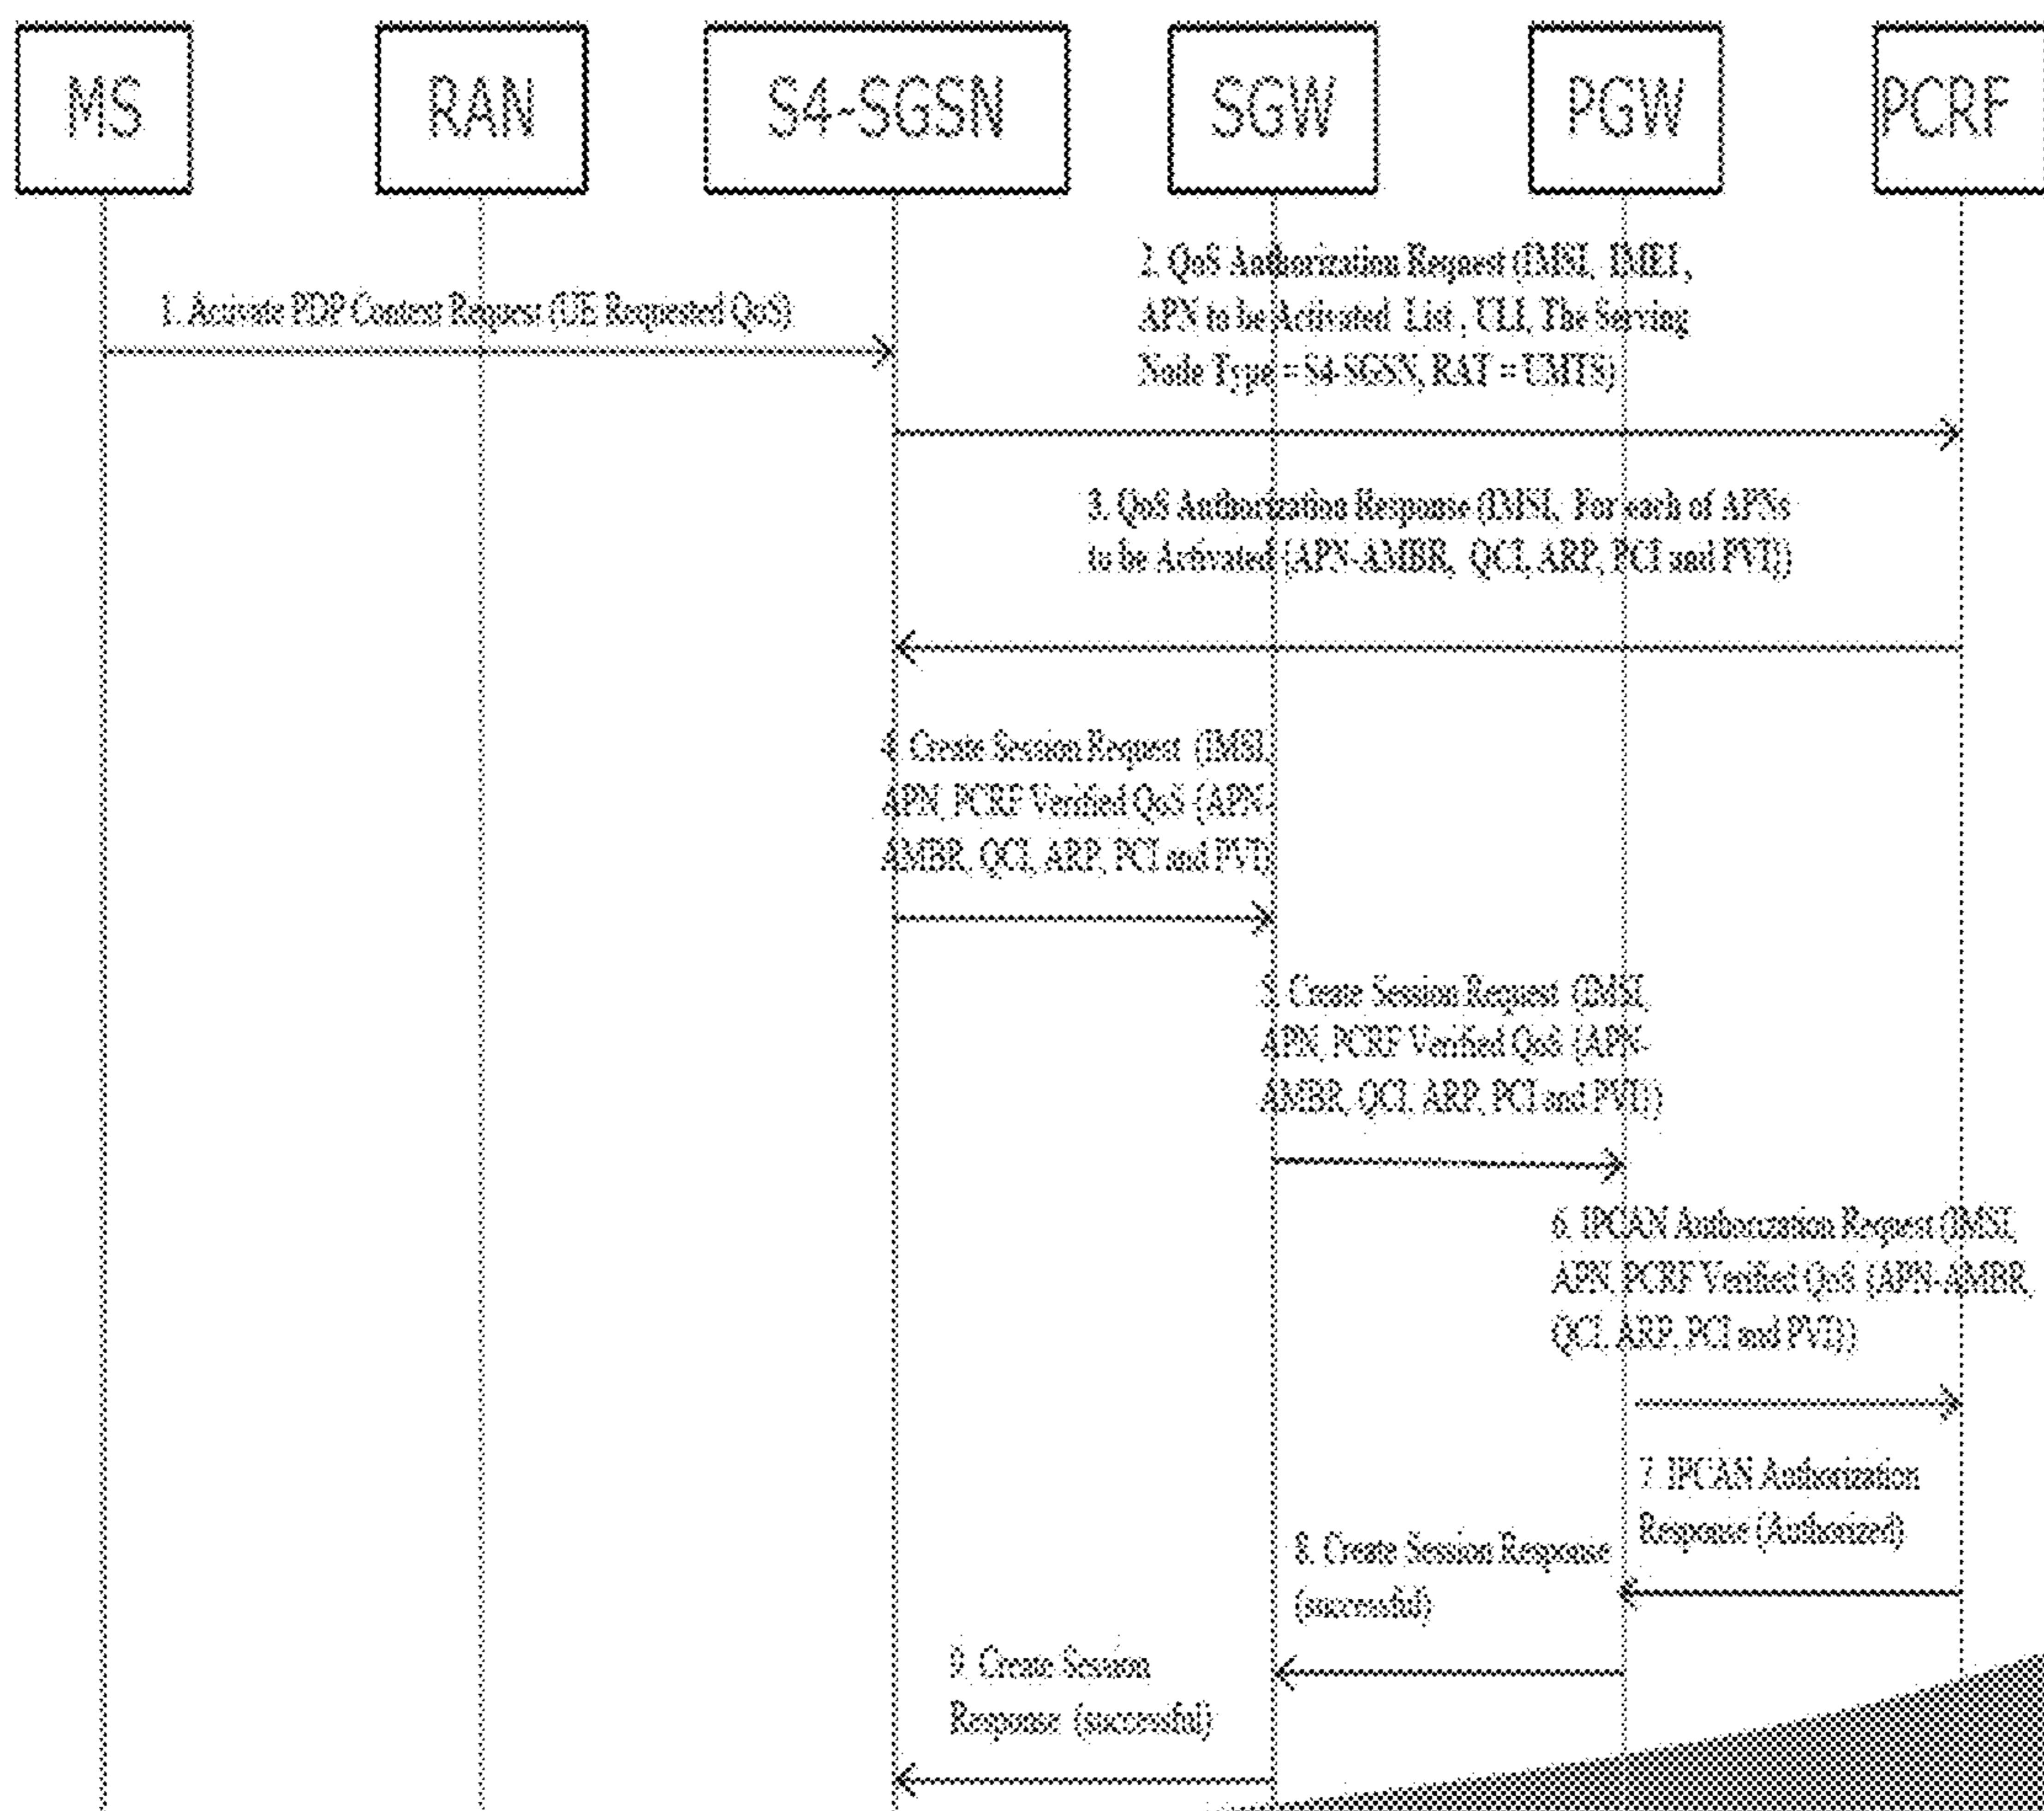 MS
RAN
S4-SGSN
SGW
PGW
PCRF
1. Activate PDP Context Request (UE Requested QoS)
2. QoS Authorization Request (IMSI, IMEI,
APN to be Activated List , ULI, The Serving
Node Type = S4-SGSN, RAT = UMTS)
3. QoS Authorization Response (IMSI, For each of APNs
to be Activated (APN-AMBR, QCI, ARP, PCI and PVI))
4. Create Session Request (IMSI,
APN, PCRF Verified QoS (APN-
AMBR, QCI, ARP, PCI and PVI)
5. Create Session Request (IMSI,
APN, PCRF Verified QoS (APN-
AMBR, QCI, ARP, PCI and PVI))
6. IPCAN Authorization Request (IMSI,
APN, PCRF Verified QoS (APN-AMBR,
QCI, ARP, PCI and PVI))
7. IPCAN Authorization
Response (Authorized)
8. Create Session Response
(successful)
9. Create Session
Response (successful)